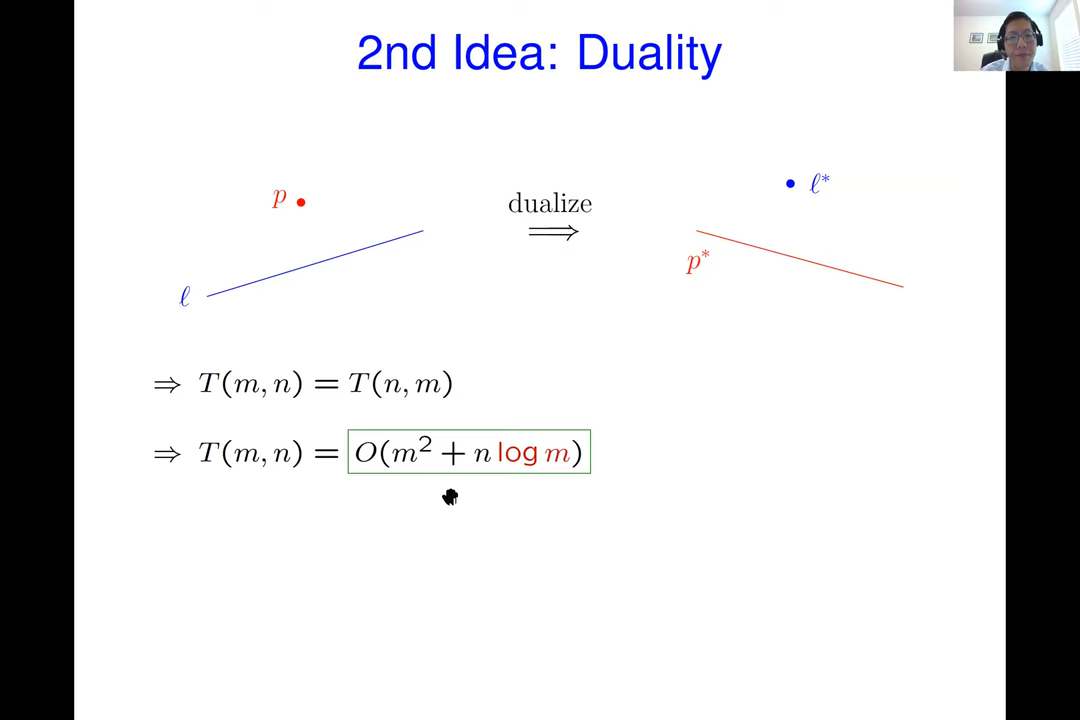 2nd Idea: Duality
p
ℓ
dualize
⟹
ℓ*
p*
⇒ T(m, n) = T(n, m)
⇒ T(m, n) = O(m² + n log m)